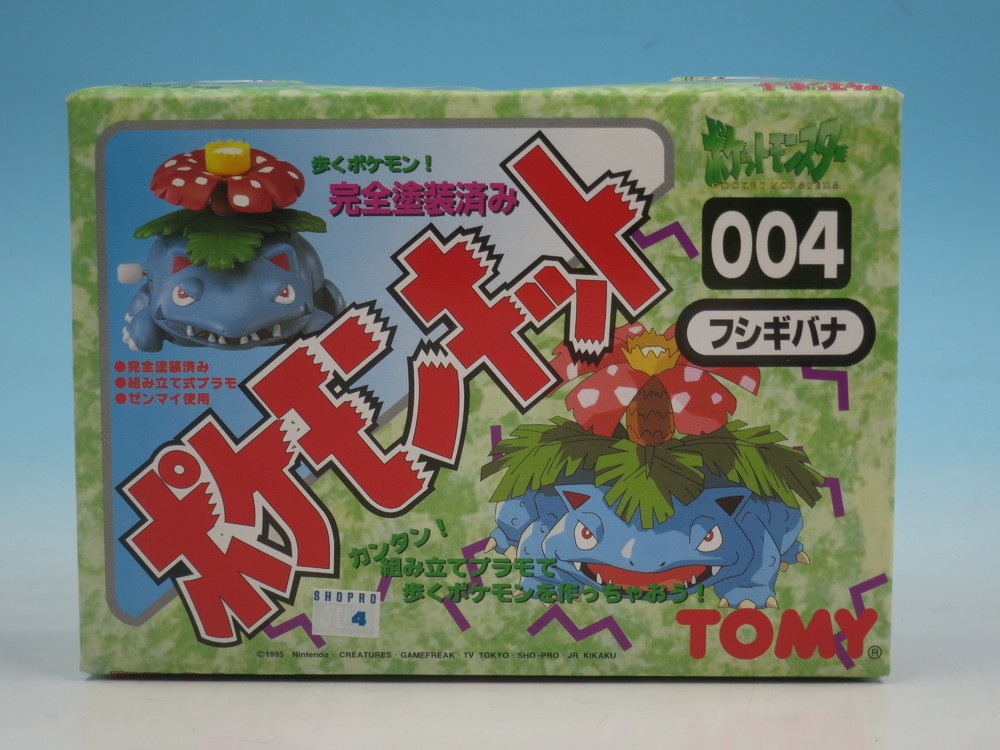 歩くポケモン!
完全塗装済み
ポケットモンスター
POCKET MONSTERS
004
フシギバナ
●完全塗装済み
●組み立て式プラモ
●ゼンマイ使用
ポケモンキット
カンタン!
組み立てプラモで
歩くポケモンを作っちゃおう!
SHOPRO
4
TOMY®
©1995 · Nintendo · CREATURES · GAMEFREAK · TV TOKYO · SHO-PRO · JR KIKAKU